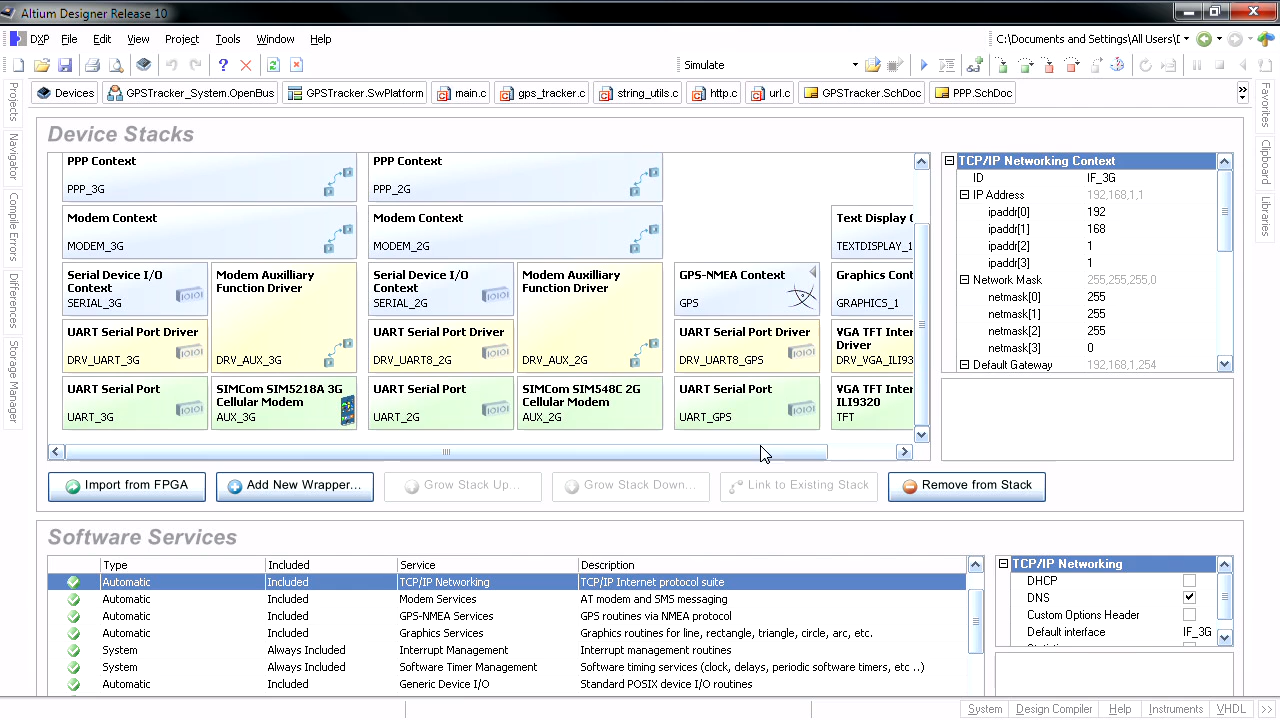 Altium Designer Release 10
DXP File Edit View Project Tools Window Help
C:\Documents and Settings\All Users\[
Simulate
Devices GPSTracker_System.OpenBus GPSTracker.SwPlatform main.c gps_tracker.c string_utils.c http.c url.c GPSTracker.SchDoc PPP.SchDoc
Projects
Navigator
Compile Errors
Differences
Storage Manager
Favorites
Clipboard
Libraries
Device Stacks
PPP Context
PPP_3G
PPP Context
PPP_2G
Modem Context
MODEM_3G
Modem Context
MODEM_2G
Text Display
TEXTDISPLAY_1
Serial Device I/O
Context
SERIAL_3G
Modem Auxilliary
Function Driver
DRV_AUX_3G
Serial Device I/O
Context
SERIAL_2G
Modem Auxilliary
Function Driver
DRV_AUX_2G
GPS-NMEA Context
GPS
Graphics Cont
GRAPHICS_1
UART Serial Port Driver
DRV_UART_3G
UART Serial Port Driver
DRV_UART8_2G
UART Serial Port Driver
DRV_UART8_GPS
VGA TFT Inter
Driver
DRV_VGA_ILI93
UART Serial Port
UART_3G
SIMCom SIM5218A 3G
Cellular Modem
AUX_3G
UART Serial Port
UART_2G
SIMCom SIM548C 2G
Cellular Modem
AUX_2G
UART Serial Port
UART_GPS
VGA TFT Inter
ILI9320
TFT
TCP/IP Networking Context
ID IF_3G
IP Address 192,168,1,1
ipaddr[0] 192
ipaddr[1] 168
ipaddr[2] 1
ipaddr[3] 1
Network Mask 255,255,255,0
netmask[0] 255
netmask[1] 255
netmask[2] 255
netmask[3] 0
Default Gateway 192,168,1,254
Import from FPGA Add New Wrapper... Grow Stack Up... Grow Stack Down... Link to Existing Stack Remove from Stack
Software Services
Type Included Service Description
Automatic Included TCP/IP Networking TCP/IP Internet protocol suite
Automatic Included Modem Services AT modem and SMS messaging
Automatic Included GPS-NMEA Services GPS routines via NMEA protocol
Automatic Included Graphics Services Graphics routines for line, rectangle, triangle, circle, arc, etc.
System Always Included Interrupt Management Interrupt management routines
System Always Included Software Timer Management Software timing services (clock, delays, periodic software timers, etc ..)
Automatic Included Generic Device I/O Standard POSIX device I/O routines
TCP/IP Networking
DHCP
DNS
Custom Options Header
Default interface IF_3G
System Design Compiler Help Instruments VHDL >>